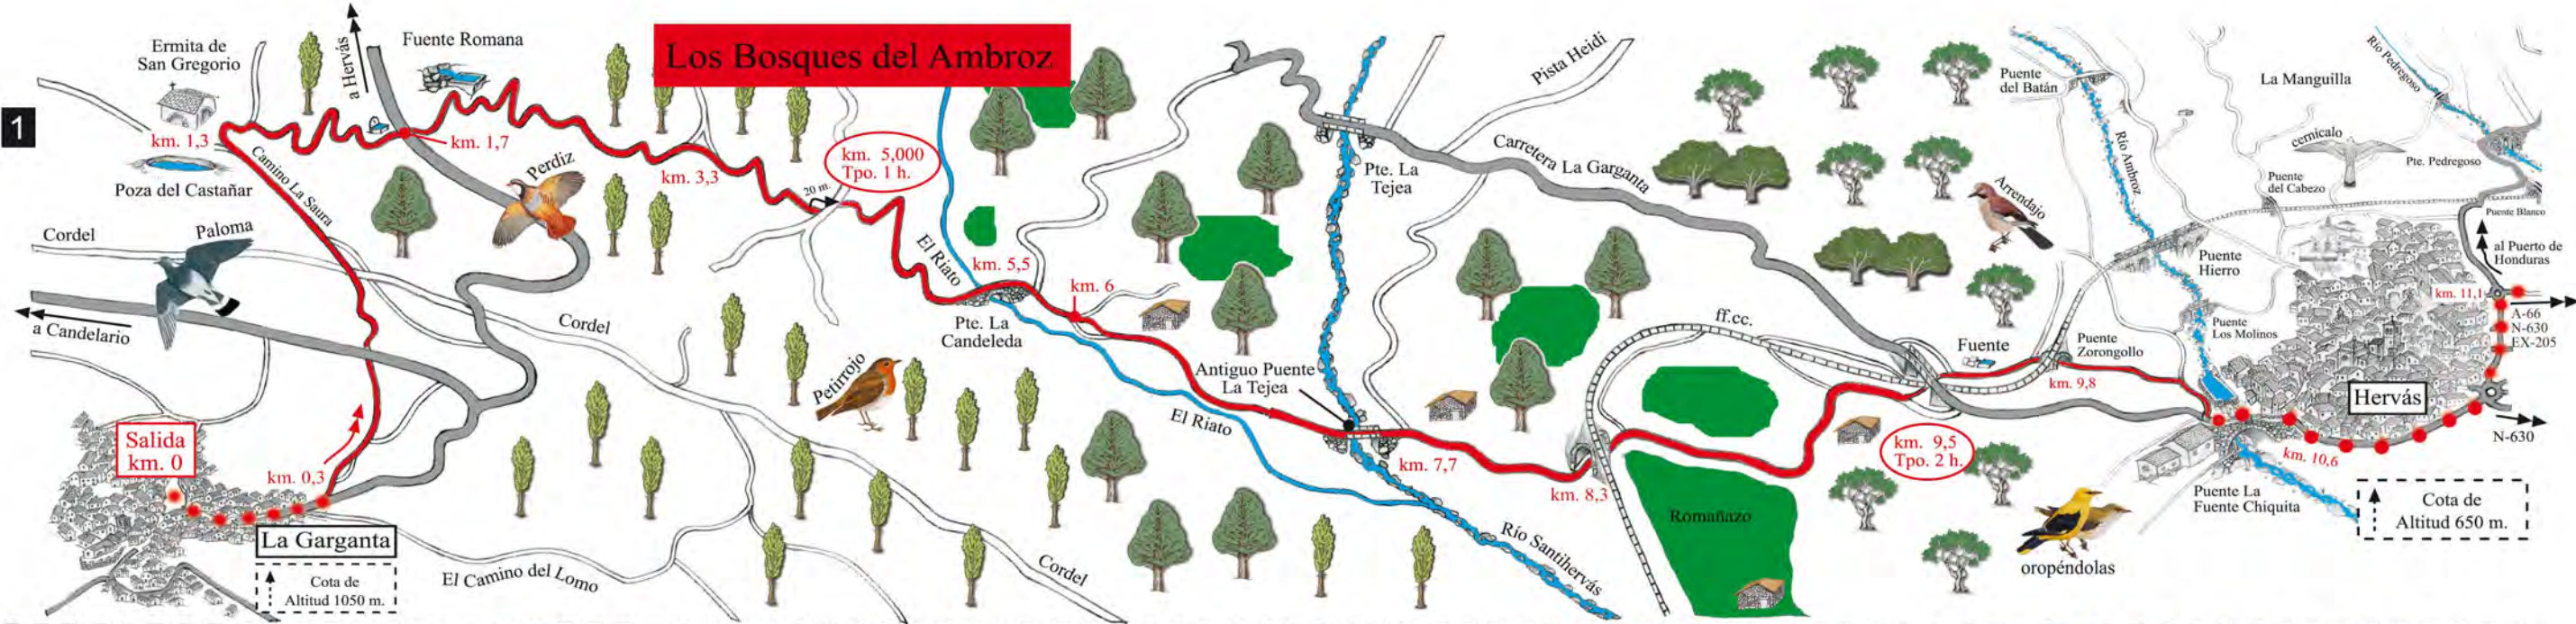 1
Los Bosques del Ambroz
Ermita de
San Gregorio
a Hervás
Fuente Romana
km. 1,3
Poza del Castañar
Camino La Saura
km. 1,7
Perdiz
Cordel
Paloma
a Candelario
Salida
km. 0
km. 0,3
La Garganta
Cota de
Altitud 1050 m.
El Camino del Lomo
Cordel
Cordel
km. 3,3
20 m.
km. 5,000
Tpo. 1 h.
El Riato
km. 5,5
Pte. La
Candeleda
km. 6
Petirrojo
Antiguo Puente
La Tejea
El Riato
Pte. La
Tejea
Pista Heidi
Carretera La Garganta
km. 7,7
Río Santihervás
km. 8,3
ff.cc.
Romañazo
km. 9,5
Tpo. 2 h.
Fuente
Puente
Zorongollo
km. 9,8
Arrendajo
oropéndolas
Puente
del Batán
Río Ambroz
Puente
Hierro
Puente
Los Molinos
Puente La
Fuente Chiquita
La Manguilla
Río Pedregoso
cernícalo
Pte. Pedregoso
Puente
del Cabezo
Puente Blanco
al Puerto de
Honduras
km. 11,1
A-66
N-630
EX-205
Hervás
N-630
km. 10,6
Cota de
Altitud 650 m.